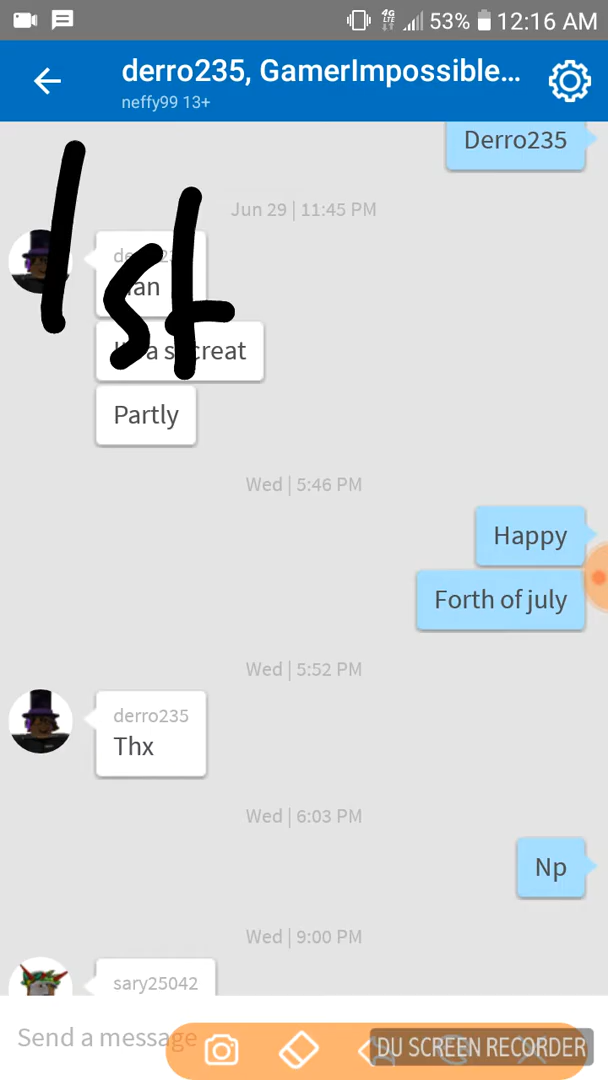 53% 12:16 AM
derro235, GamerImpossible...
neffy99 13+
Derro235
Jun 29 | 11:45 PM
1st
a s creat
Partly
Wed | 5:46 PM
Happy
Forth of july
Wed | 5:52 PM
derro235
Thx
Wed | 6:03 PM
Np
Wed | 9:00 PM
sary25042
Send a message
DU SCREEN RECORDER